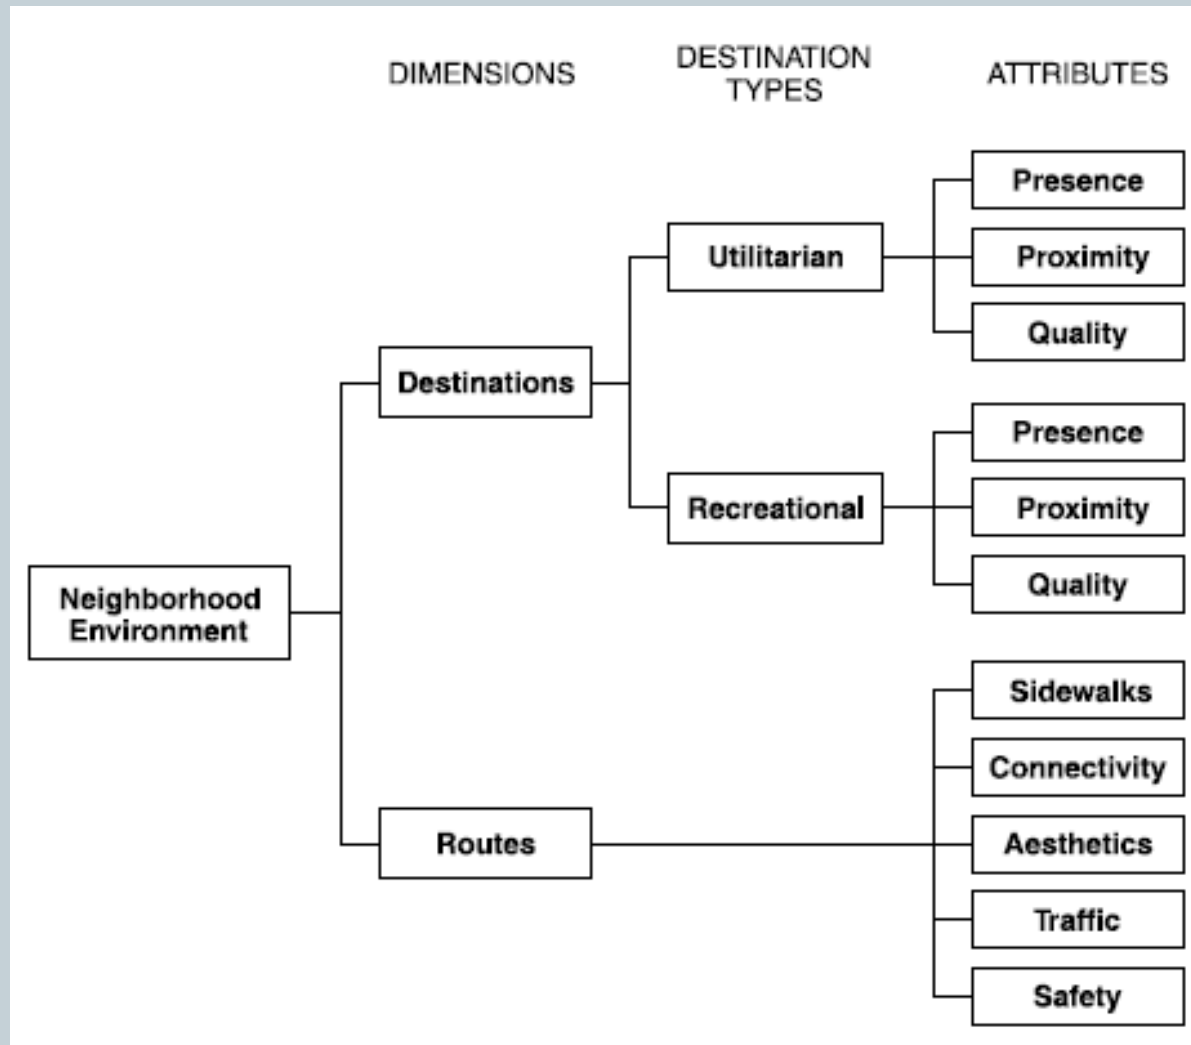 DIMENSIONS
DESTINATION
TYPES
ATTRIBUTES
Presence
Utilitarian
Proximity
Quality
Destinations
Presence
Recreational
Proximity
Quality
Neighborhood
Environment
Sidewalks
Connectivity
Routes
Aesthetics
Traffic
Safety